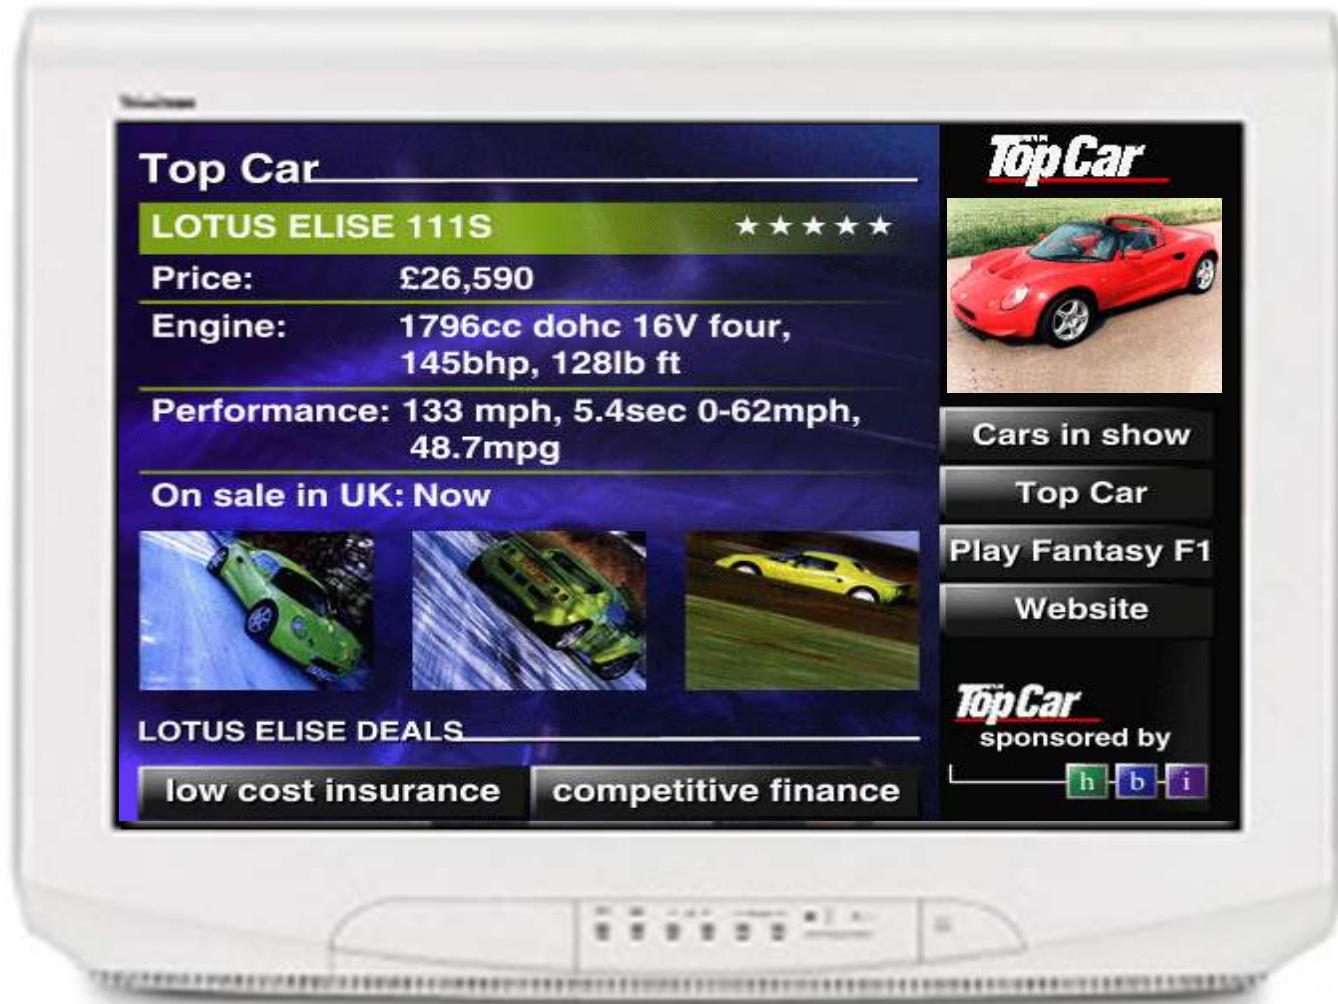 Top Car
LOTUS ELISE 111S ★★★★★
Price: £26,590
Engine: 1796cc dohc 16V four,
145bhp, 128lb ft
Performance: 133 mph, 5.4sec 0-62mph,
48.7mpg
On sale in UK: Now
LOTUS ELISE DEALS
low cost insurance
competitive finance
Top Car
Cars in show
Top Car
Play Fantasy F1
Website
Top Car
sponsored by
h b i